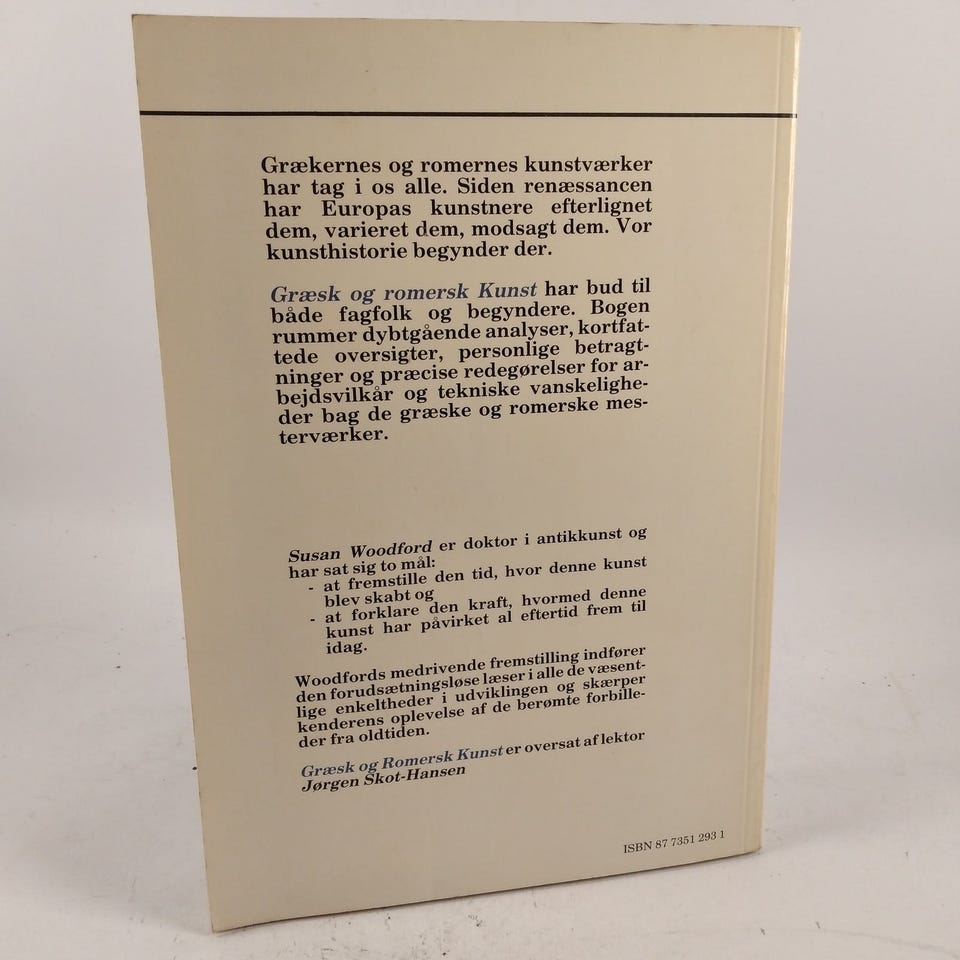 Grækernes og romernes kunstværker
har tag i os alle. Siden renæssancen
har Europas kunstnere efterlignet
dem, varieret dem, modsagt dem. Vor
kunsthistorie begynder der.
Græsk og romersk Kunst har bud til
både fagfolk og begyndere. Bogen
rummer dybtgående analyser, kortfat-
tede oversigter, personlige betragt-
ninger og præcise redegørelser for ar-
bejdsvilkår og tekniske vanskelighe-
der bag de græske og romerske mes-
terværker.
Susan Woodford er doktor i antikkunst og
har sat sig to mål:
- at fremstille den tid, hvor denne kunst
blev skabt og
- at forklare den kraft, hvormed denne
kunst har påvirket al eftertid frem til
idag.
Woodfords medrivende fremstilling indfører
den forudsætningsløse læser i alle de væsent-
lige enkeltheder i udviklingen og skærper
kenderens oplevelse af de berømte forbille-
der fra oldtiden.
Græsk og Romersk Kunst er oversat af lektor
Jørgen Skot-Hansen
ISBN 87 7351 293 1